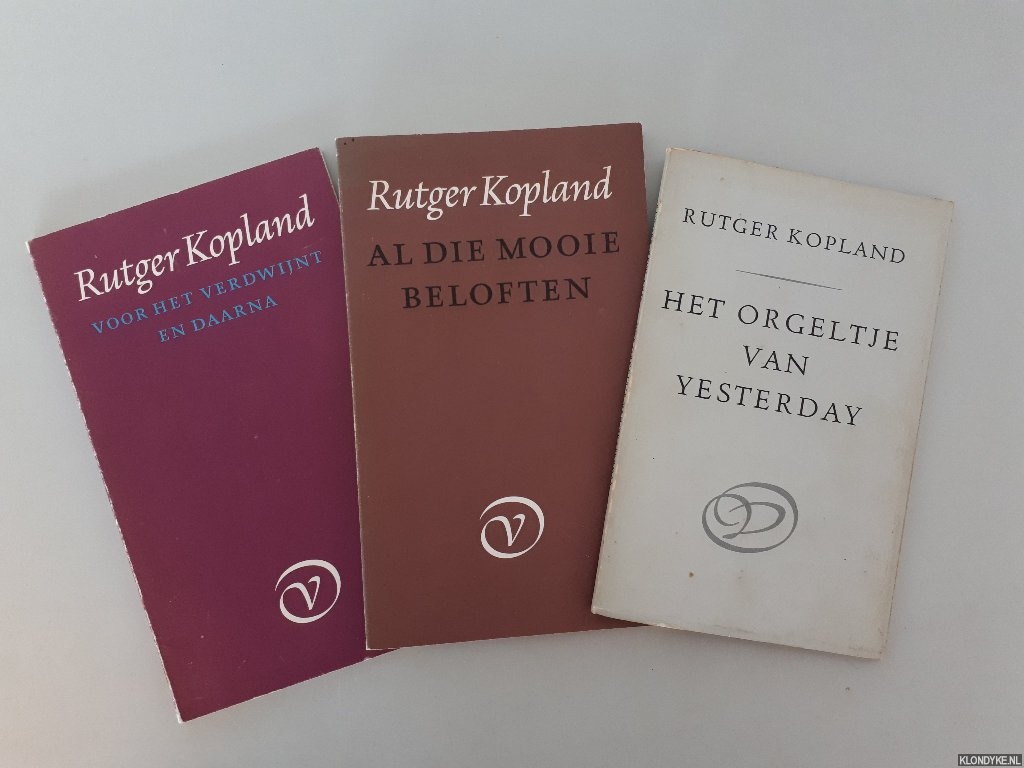 Rutger Kopland
VOOR HET VERDWIJNT
EN DAARNA
V
Rutger Kopland
AL DIE MOOIE
BELOFTEN
V
RUTGER KOPLAND
HET ORGELTJE
VAN
YESTERDAY
KLONDYKE.NL